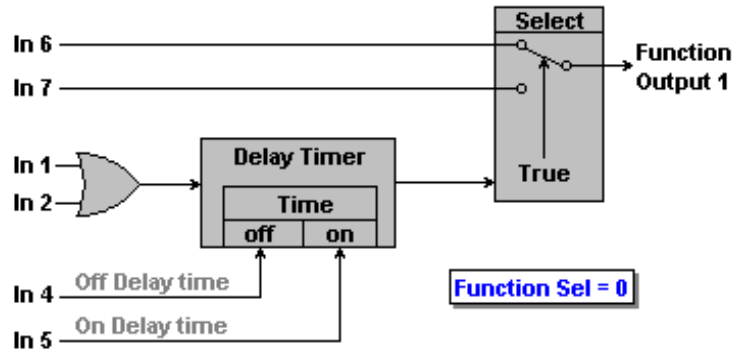 Select
In 6
Function
Output 1
In 7
In 1
In 2
Delay Timer
Time
off on
True
In 4
Off Delay time
In 5
On Delay time
Function Sel = 0